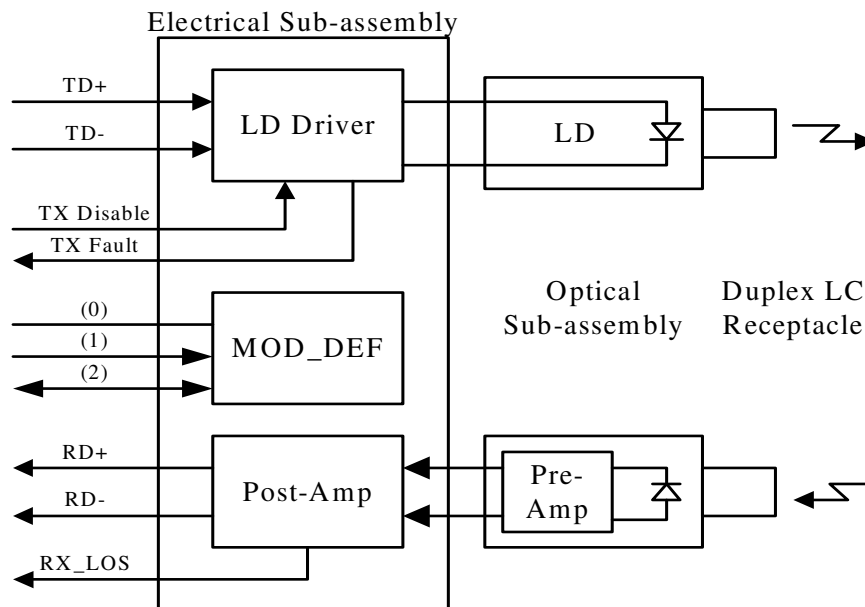 Electrical Sub-assembly
TD+
TD-
LD Driver
LD
TX Disable
TX Fault
(0)
(1)
(2)
MOD_DEF
Optical
Sub-assembly
Duplex LC
Receptacle
RD+
RD-
RX_LOS
Post-Amp
Pre-
Amp